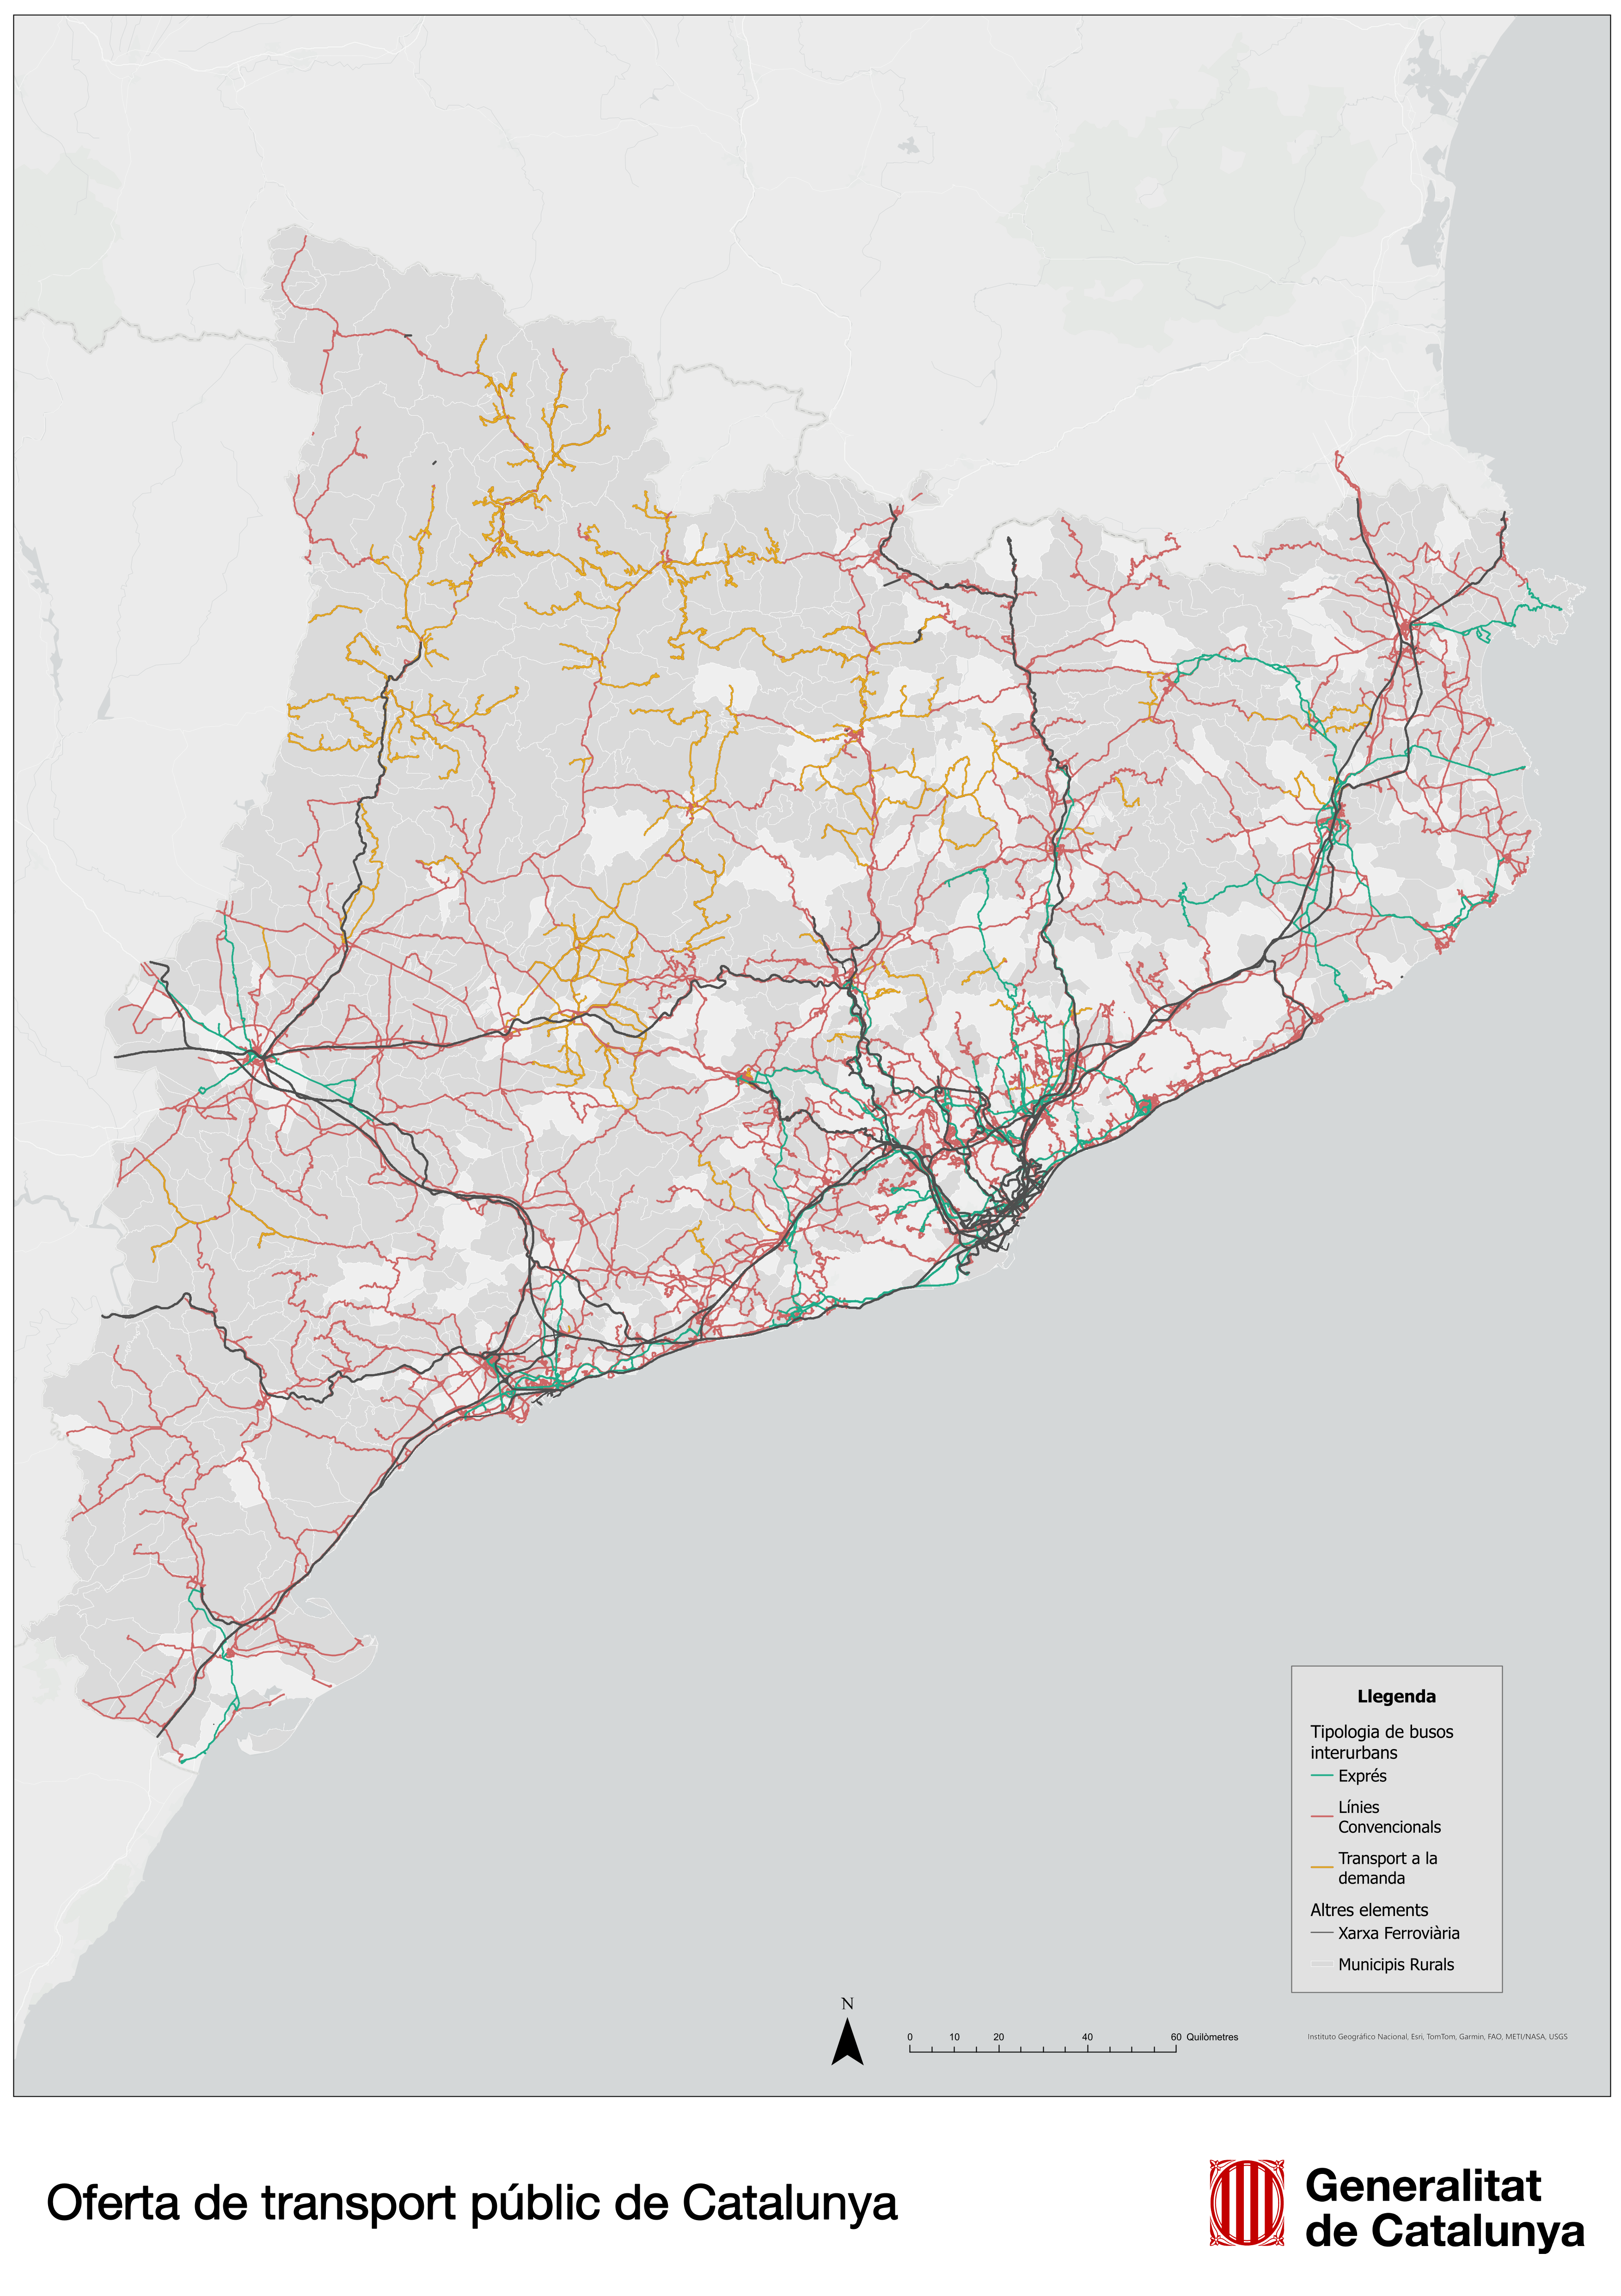 Llegenda
Tipologia de busos
interurbans
Exprés
Línies
Convencionals
Transport a la
demanda
Altres elements
Xarxa Ferroviària
Municipis Rurals
N
0 10 20 40 60 Quilòmetres
Instituto Geográfico Nacional, Esri, TomTom, Garmin, FAO, METI/NASA, USGS
Oferta de transport públic de Catalunya
Generalitat
de Catalunya